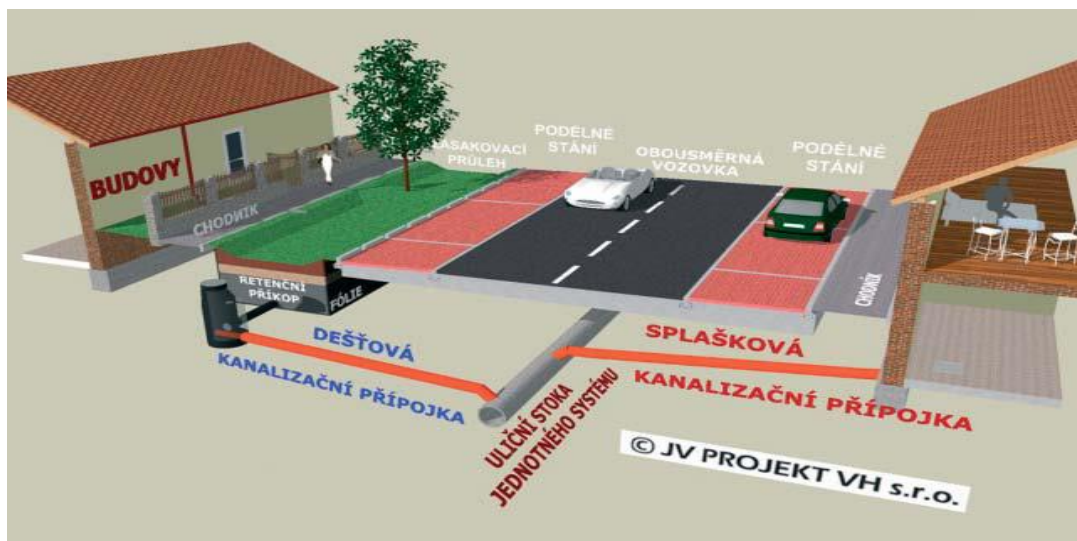 BUDOVY
CHODNÍK
ZASAKOVACÍ
PRŮLEH
PODÉLNÉ
STÁNÍ
OBOUSMĚRNÁ
VOZOVKA
PODÉLNÉ
STÁNÍ
CHODNÍK
RETENČNÍ
PŘÍKOP
FÓLIE
DEŠŤOVÁ
KANALIZAČNÍ PŘÍPOJKA
SPLAŠKOVÁ
KANALIZAČNÍ PŘÍPOJKA
ULIČNÍ STOKA
JEDNOTNÉHO SYSTÉMU
© JV PROJEKT VH s.r.o.